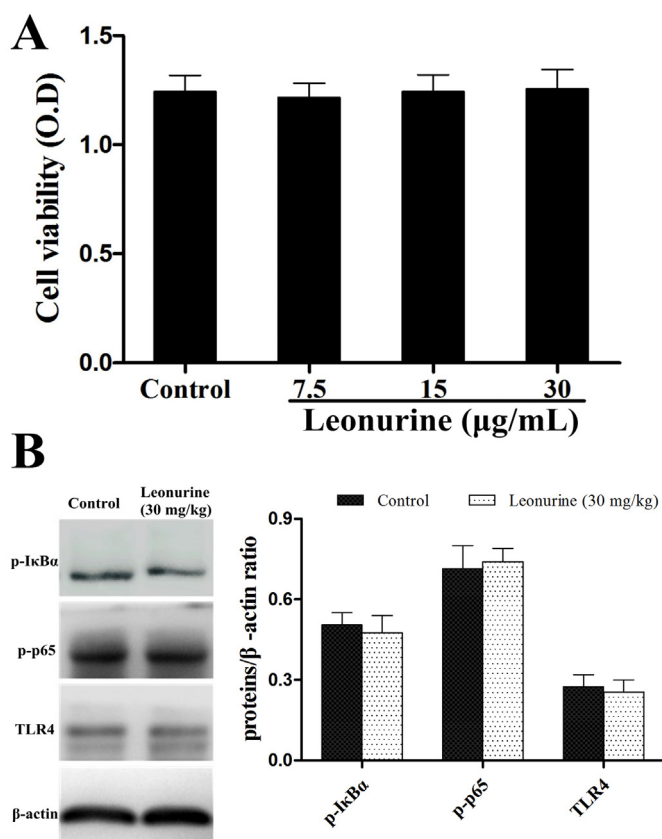 A
Cell viability (O.D)
1.5
1.0
0.5
0.0
Control
7.5
15
30
Leonurine (μg/mL)
B
Control
Leonurine
(30 mg/kg)
p-IκBα
p-p65
TLR4
β-actin
Control
Leonurine (30 mg/kg)
proteins/β -actin ratio
0.9
0.6
0.3
0.0
p-IκBα
p-p65
TLR4